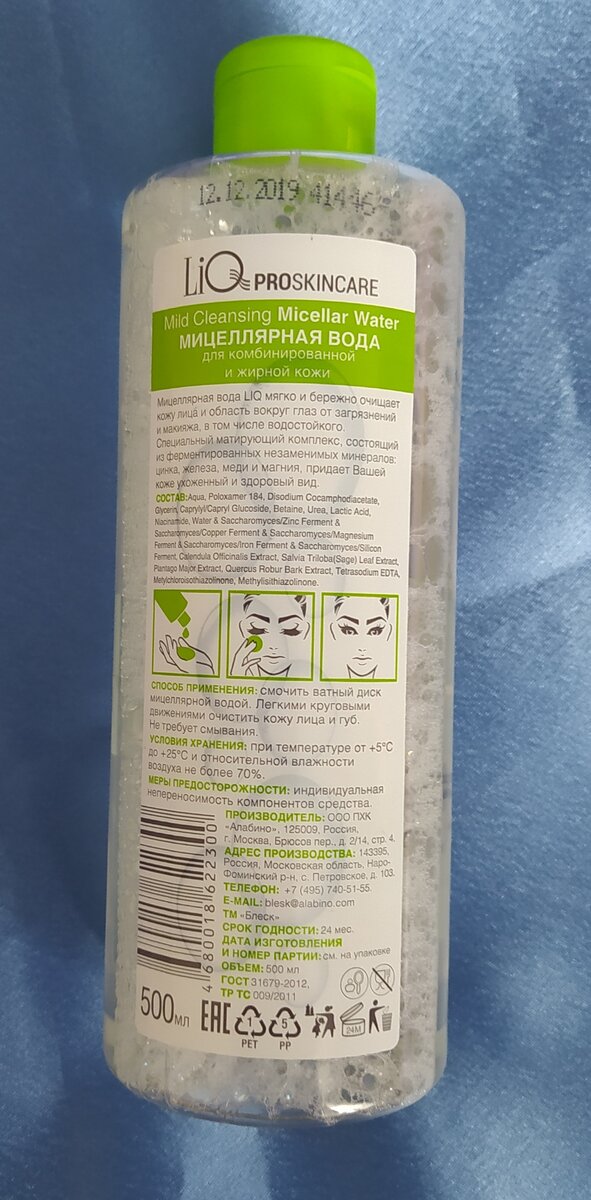 12.12.2019 41446
LiQ PROSKINCARE
Mild Cleansing Micellar Water
МИЦЕЛЛЯРНАЯ ВОДА
для комбинированной
и жирной кожи
Мицеллярная вода LIQ мягко и бережно очищает
кожу лица и область вокруг глаз от загрязнений
и макияжа, в том числе водостойкого.
Специальный матирующий комплекс, состоящий
из ферментированных незаменимых минералов:
цинка, железа, меди и магния, придает Вашей
коже ухоженный и здоровый вид.
СОСТАВ: Aqua, Poloxamer 184, Disodium Cocamphodiacetate,
Glycerin, Caprylyl/Capryl Glucoside, Betaine, Urea, Lactic Acid,
Niacinamide, Water & Saccharomyces/Zinc Ferment &
Saccharomyces/Copper Ferment & Saccharomyces/Magnesium
Ferment & Saccharomyces/Iron Ferment & Saccharomyces/Silicon
Ferment, Calendula Officinalis Extract, Salvia Triloba(Sage) Leaf Extract,
Plantago Major Extract, Quercus Robur Bark Extract, Tetrasodium EDTA,
Metylchloroisothiazolinone, Methylisithiazolinone.
СПОСОБ ПРИМЕНЕНИЯ: смочить ватный диск
мицеллярной водой. Легкими круговыми
движениями очистить кожу лица и губ.
Не требует смывания.
УСЛОВИЯ ХРАНЕНИЯ: при температуре от +5°С
до +25°С и относительной влажности
воздуха не более 70%.
МЕРЫ ПРЕДОСТОРОЖНОСТИ: индивидуальная
непереносимость компонентов средства.
ПРОИЗВОДИТЕЛЬ: ООО ПХК
«Алабино», 125009, Россия,
г. Москва, Брюсов пер., д. 2/14, стр. 4.
АДРЕС ПРОИЗВОДСТВА: 143395,
Россия, Московская область, Наро-
Фоминский р-н, с. Петровское, д. 103.
ТЕЛЕФОН: +7 (495) 740-51-55.
E-MAIL: blesk@alabino.com
ТМ «Блеск»
СРОК ГОДНОСТИ: 24 мес.
ДАТА ИЗГОТОВЛЕНИЯ
И НОМЕР ПАРТИИ: см. на упаковке
ОБЪЕМ: 500 мл
ГОСТ 31679-2012,
ТР ТС 009/2011
4 680018 622300
500мл
ЕАС
1
PET
5
PP
24M